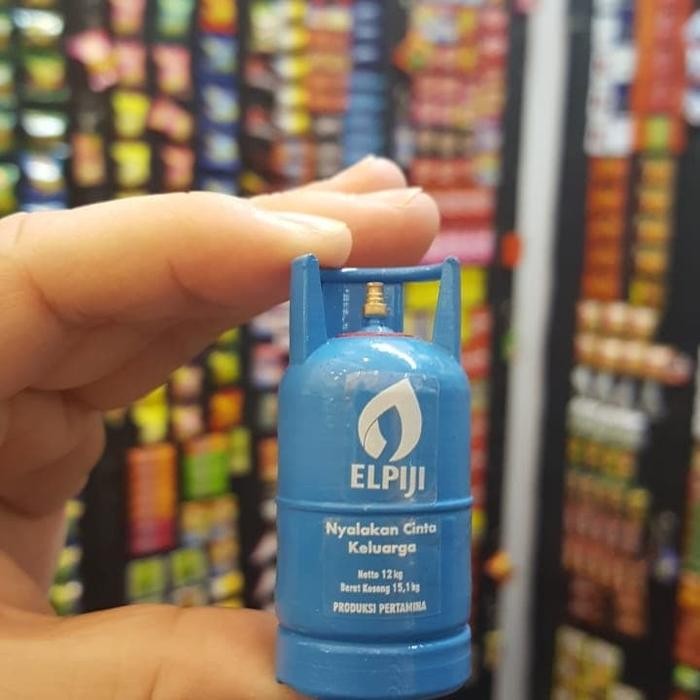 ELPIJI
Nyalakan Cinta
Keluarga
Netto 12 kg
Berat Kosong 15,1 kg
PRODUKSI PERTAMINA